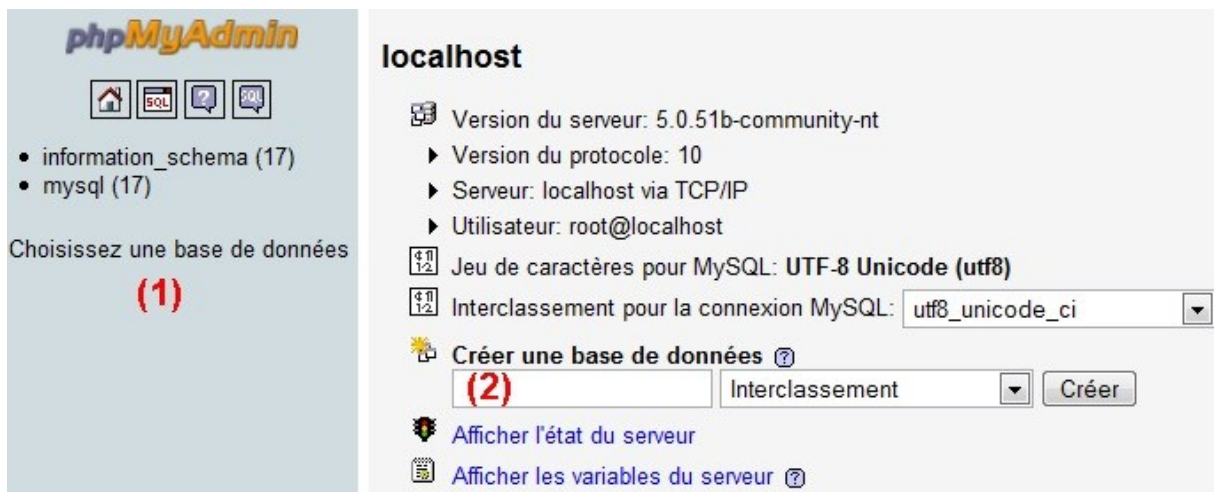 phpMyAdmin
SQL
?
SQL
information_schema (17)
mysql (17)
Choisissez une base de données
(1)
localhost
Version du serveur: 5.0.51b-community-nt
Version du protocole: 10
Serveur: localhost via TCP/IP
Utilisateur: root@localhost
Jeu de caractères pour MySQL: UTF-8 Unicode (utf8)
Interclassement pour la connexion MySQL: utf8_unicode_ci
Créer une base de données ?
(2) Interclassement Créer
Afficher l'état du serveur
Afficher les variables du serveur ?